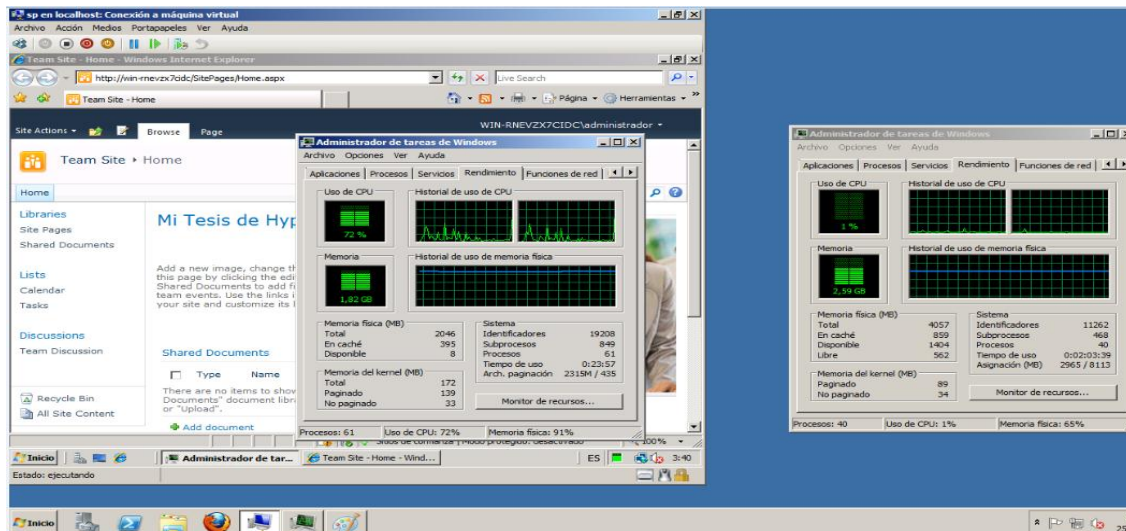 sp en localhost: Conexión a máquina virtual
Archivo Acción Medios Portapapeles Ver Ayuda
Team Site - Home - Windows Internet Explorer
http://win-rnevzx7cidc/SitePages/Home.aspx
Live Search
Team Site - Home
Página
Herramientas
Site Actions
Browse
Page
WIN-RNEVZX7CIDC\administrador
Team Site
Home
Home
Libraries
Site Pages
Shared Documents
Lists
Calendar
Tasks
Discussions
Team Discussion
Recycle Bin
All Site Content
Mi Tesis de Hyp
Add a new image, change th
this page by clicking the edi
Shared Documents to add fi
team events. Use the links i
your site and customize its
Shared Documents
Type Name
There are no items to show
Documents" document libr
or "Upload".
Add document
Administrador de tareas de Windows
Archivo Opciones Ver Ayuda
Aplicaciones Procesos Servicios Rendimiento Funciones de red
Uso de CPU
Historial de uso de CPU
72 %
Memoria
Historial de uso de memoria física
1,82 GB
Memoria física (MB)
Total 2046
En caché 395
Disponible 8
Memoria del kernel (MB)
Total 172
Paginado 139
No paginado 33
Sistema
Identificadores 19208
Subprocesos 849
Procesos 61
Tiempo de uso 0:23:57
Arch. paginación 2315M / 435
Monitor de recursos...
Procesos: 61 Uso de CPU: 72% Memoria física: 91%
100%
Inicio
Administrador de tar...
Team Site - Home - Wind...
ES
3:40
Estado: ejecutando
Administrador de tareas de Windows
Archivo Opciones Ver Ayuda
Aplicaciones Procesos Servicios Rendimiento Funciones de red
Uso de CPU
Historial de uso de CPU
1 %
Memoria
Historial de uso de memoria física
2,59 GB
Memoria física (MB)
Total 4057
En caché 859
Disponible 1404
Libre 562
Memoria del kernel (MB)
Paginado 89
No paginado 34
Sistema
Identificadores 11262
Subprocesos 468
Procesos 40
Tiempo de uso 0:02:03:39
Asignación (MB) 2965 / 8113
Monitor de recursos...
Procesos: 40 Uso de CPU: 1% Memoria física: 65%
Inicio
25